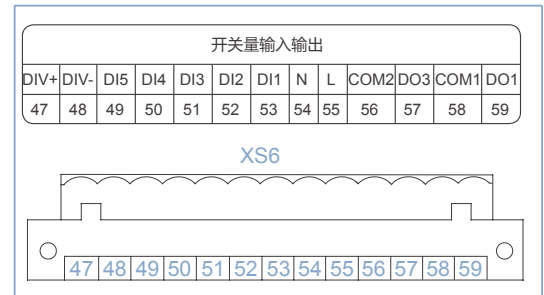 开关量输入输出
DIV+ DIV- DI5 DI4 DI3 DI2 DI1 N L COM2 DO3 COM1 DO1
47 48 49 50 51 52 53 54 55 56 57 58 59
XS6
47 48 49 50 51 52 53 54 55 56 57 58 59